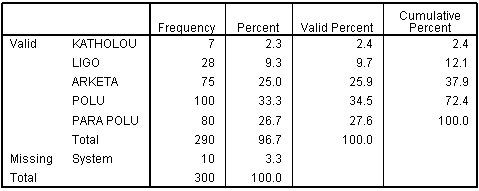 Frequency Percent Valid Percent Cumulative Percent
Valid KATHOLOU 7 2.3 2.4 2.4
LIGO 28 9.3 9.7 12.1
ARKETA 75 25.0 25.9 37.9
POLU 100 33.3 34.5 72.4
PARA POLU 80 26.7 27.6 100.0
Total 290 96.7 100.0
Missing System 10 3.3
Total 300 100.0